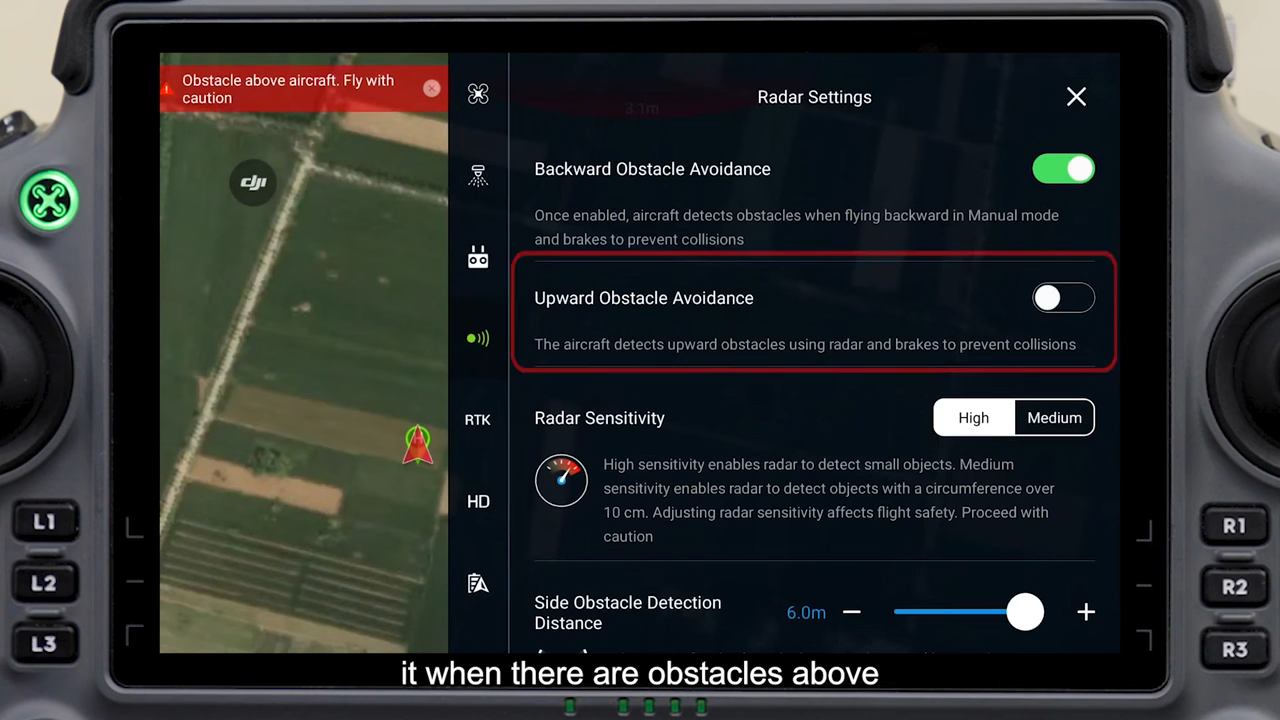 Obstacle above aircraft. Fly with
caution
dji
3.1m
Radar Settings
Backward Obstacle Avoidance
Once enabled, aircraft detects obstacles when flying backward in Manual mode
and brakes to prevent collisions
Upward Obstacle Avoidance
The aircraft detects upward obstacles using radar and brakes to prevent collisions
RTK
Radar Sensitivity
High
Medium
High sensitivity enables radar to detect small objects. Medium
sensitivity enables radar to detect objects with a circumference over
10 cm. Adjusting radar sensitivity affects flight safety. Proceed with
caution
HD
Side Obstacle Detection
Distance
6.0m
L1
L2
L3
R1
R2
R3
it when there are obstacles above